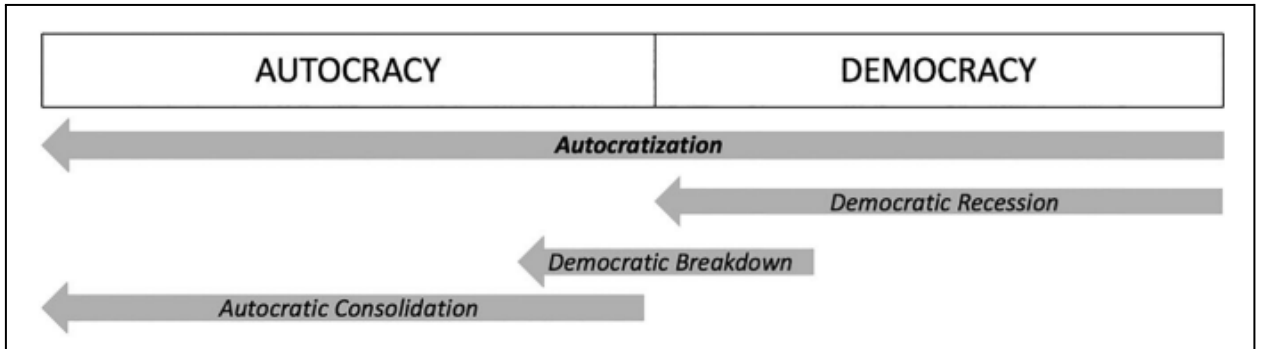 AUTOCRACY DEMOCRACY
Autocratization
Democratic Recession
Democratic Breakdown
Autocratic Consolidation